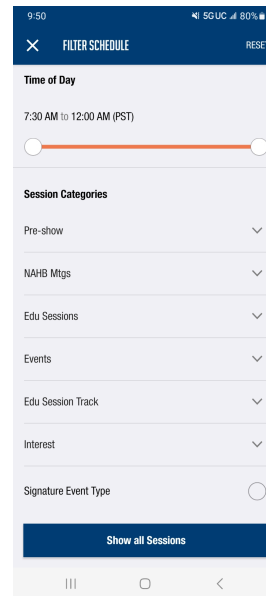 9:50 5GUC 80%
FILTER SCHEDULE RESET
Time of Day
7:30 AM to 12:00 AM (PST)
Session Categories
Pre-show
NAHB Mtgs
Edu Sessions
Events
Edu Session Track
Interest
Signature Event Type
Show all Sessions